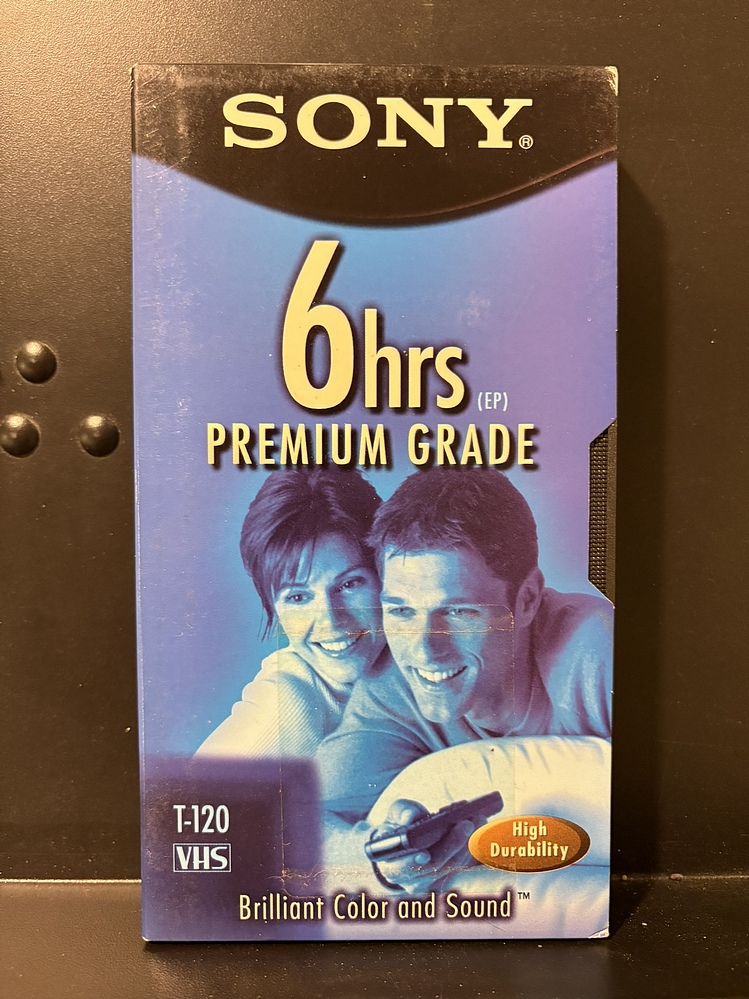 SONY®
6hrs (EP)
PREMIUM GRADE
T-120
VHS
High
Durability
Brilliant Color and Sound™